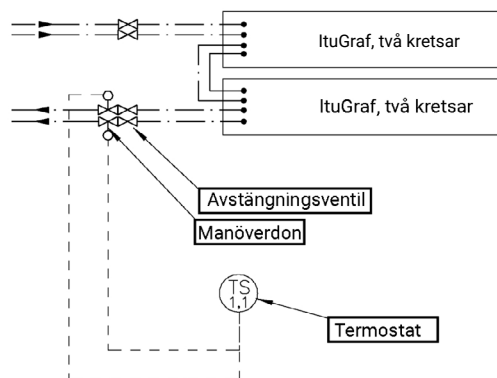 ItuGraf, två kretsar
ItuGraf, två kretsar
Avstängningsventil
Manöverdon
TS
1.1
Termostat